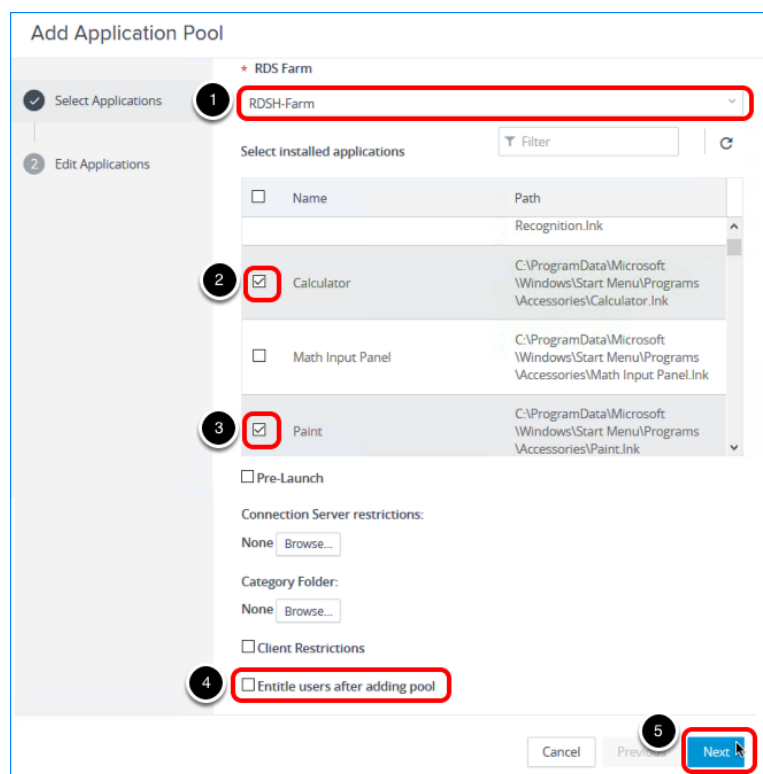 Add Application Pool
* RDS Farm
Select Applications
1
RDSH-Farm
2
Edit Applications
Select installed applications
Filter
Name
Path
Recognition.lnk
2
Calculator
C:\ProgramData\Microsoft
\Windows\Start Menu\Programs
\Accessories\Calculator.lnk
Math Input Panel
C:\ProgramData\Microsoft
\Windows\Start Menu\Programs
\Accessories\Math Input Panel.lnk
3
Paint
C:\ProgramData\Microsoft
\Windows\Start Menu\Programs
\Accessories\Paint.lnk
Pre-Launch
Connection Server restrictions:
None Browse...
Category Folder:
None Browse...
Client Restrictions
4
Entitle users after adding pool
5
Cancel
Previous
Next